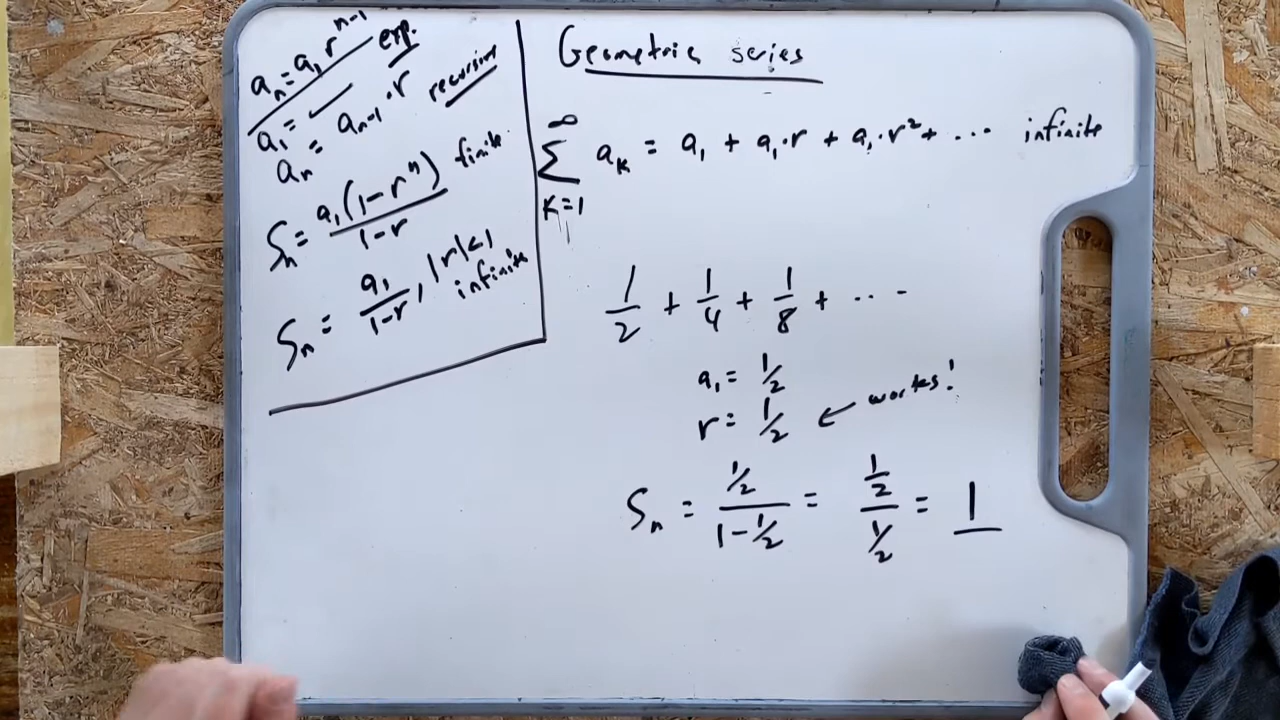 aₙ = a₁ rⁿ⁻¹ exp.
a₁ = ✓
aₙ = aₙ₋₁ · r recursive
Sₙ = a₁(1 - rⁿ) / 1 - r finite
Sₙ = a₁ / 1 - r , |r| < 1
infinite
Geometric series
∞
Σ aₖ = a₁ + a₁·r + a₁·r² + ... infinite
K=1
1/2 + 1/4 + 1/8 + ...
a₁ = 1/2
r = 1/2 ← works!
Sₙ = 1/2 / 1 - 1/2 = 1/2 / 1/2 = 1